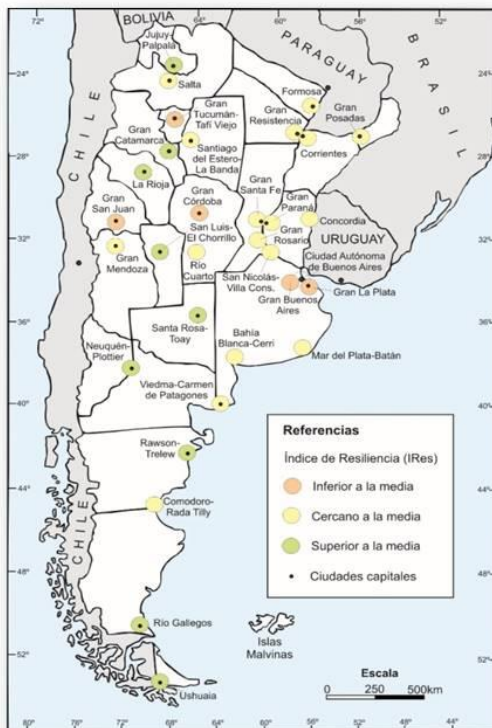 72°
64°
60°
52°
BOLIVIA
Jujuy-
Palpalá
PARAGUAY
BRASIL
24°
24°
Salta
Formosa
Gran
Tucumán-
Tafí Viejo
Gran
Resistencia
Gran
Posadas
CHILE
Gran
Catamarca
Santiago
del Estero-
La Banda
Corrientes
28°
28°
La Rioja
Gran
Santa Fe
Gran
San Juan
Gran
Córdoba
Gran
Paraná
Concordia
32°
32°
San Luis-
El Chorrillo
Gran
Rosario
URUGUAY
Gran
Mendoza
Río
Cuarto
Ciudad Autónoma
de Buenos Aires
San Nicolás-
Villa Cons.
Gran Buenos
Aires
Gran La Plata
36°
36°
Santa Rosa-
Toay
Neuquén-
Plottier
Bahía
Blanca-Cerri
Mar del Plata-Batán
Viedma-Carmen
de Patagones
40°
40°
Rawson-
Trelew
44°
44°
Comodoro-
Rada Tilly
CHILE
48°
48°
Río Gallegos
Islas
Malvinas
52°
52°
Ushuaia
76°
72°
68°
64°
60°
56°
Referencias
Índice de Resiliencia (IRes)
Inferior a la media
Cercano a la media
Superior a la media
Ciudades capitales
Escala
0 250 500km